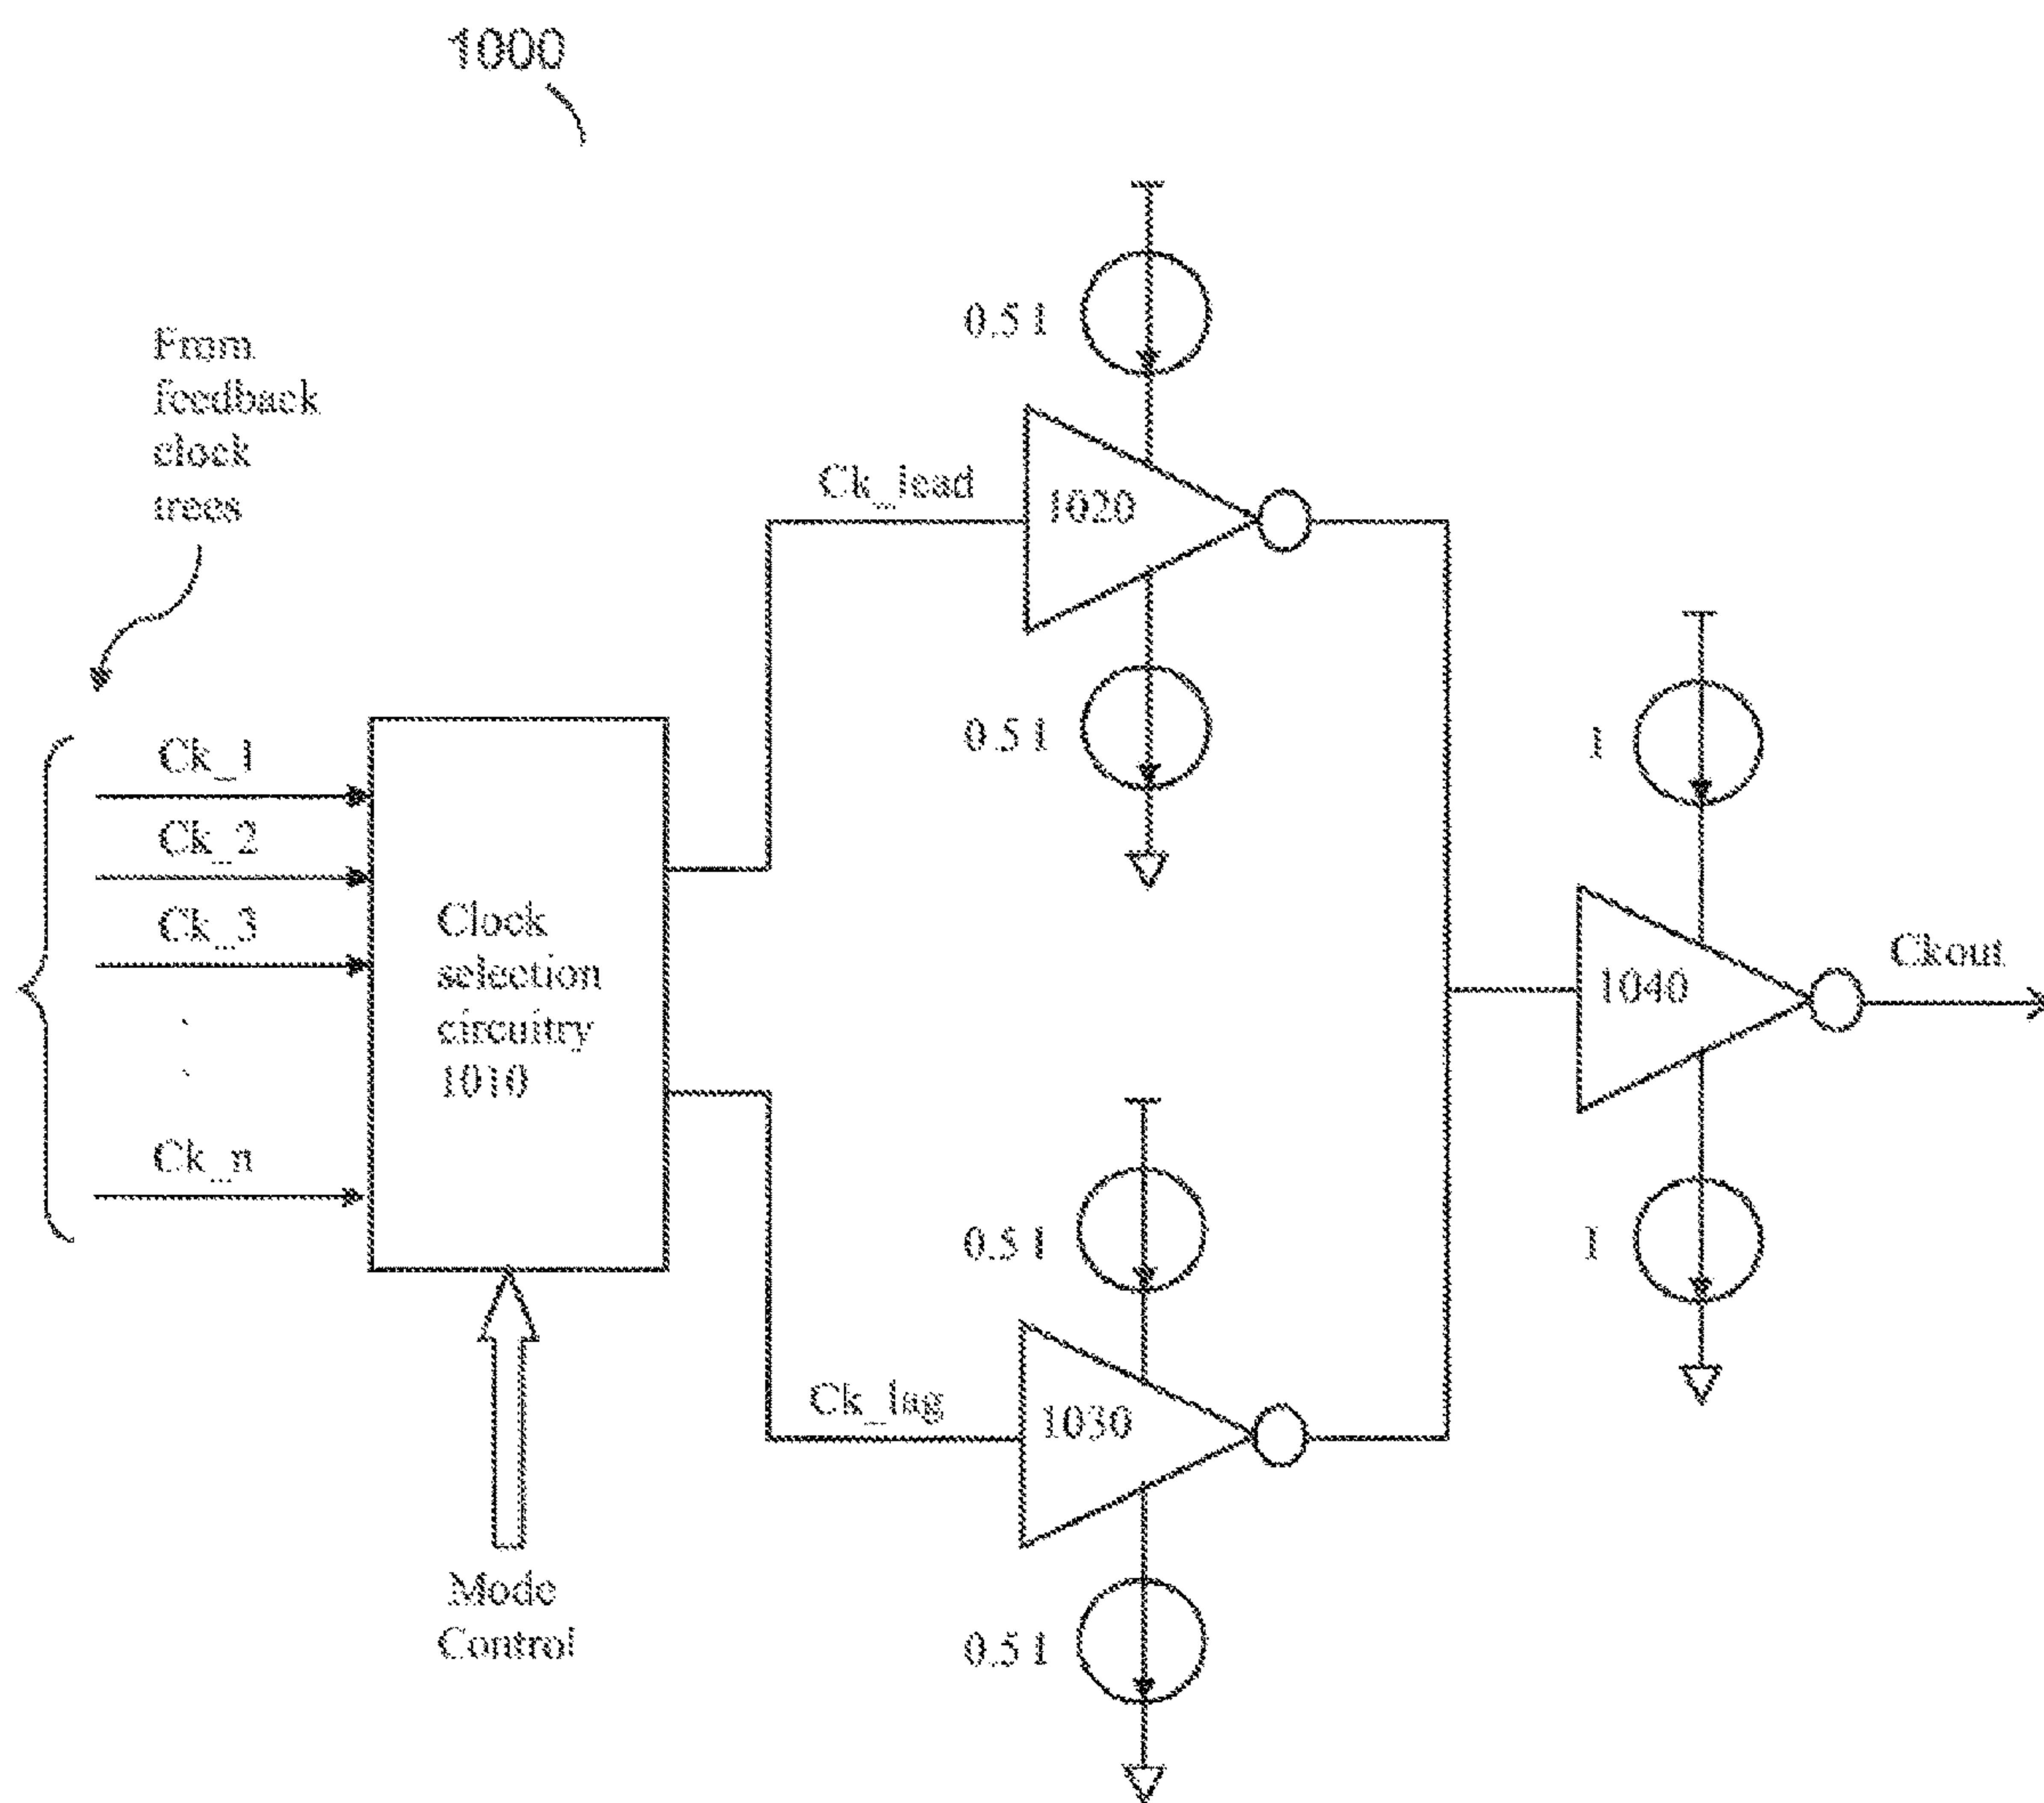 1000
From
feedback
clock
trees
Ck_1
Ck_2
Ck_3
.
.
Ck_n
Clock
selection
circuitry
1010
Mode
Control
Ck_lead
Ck_lag
0.5 I
1020
0.5 I
0.5 I
1030
0.5 I
I
1040
I
Ckout